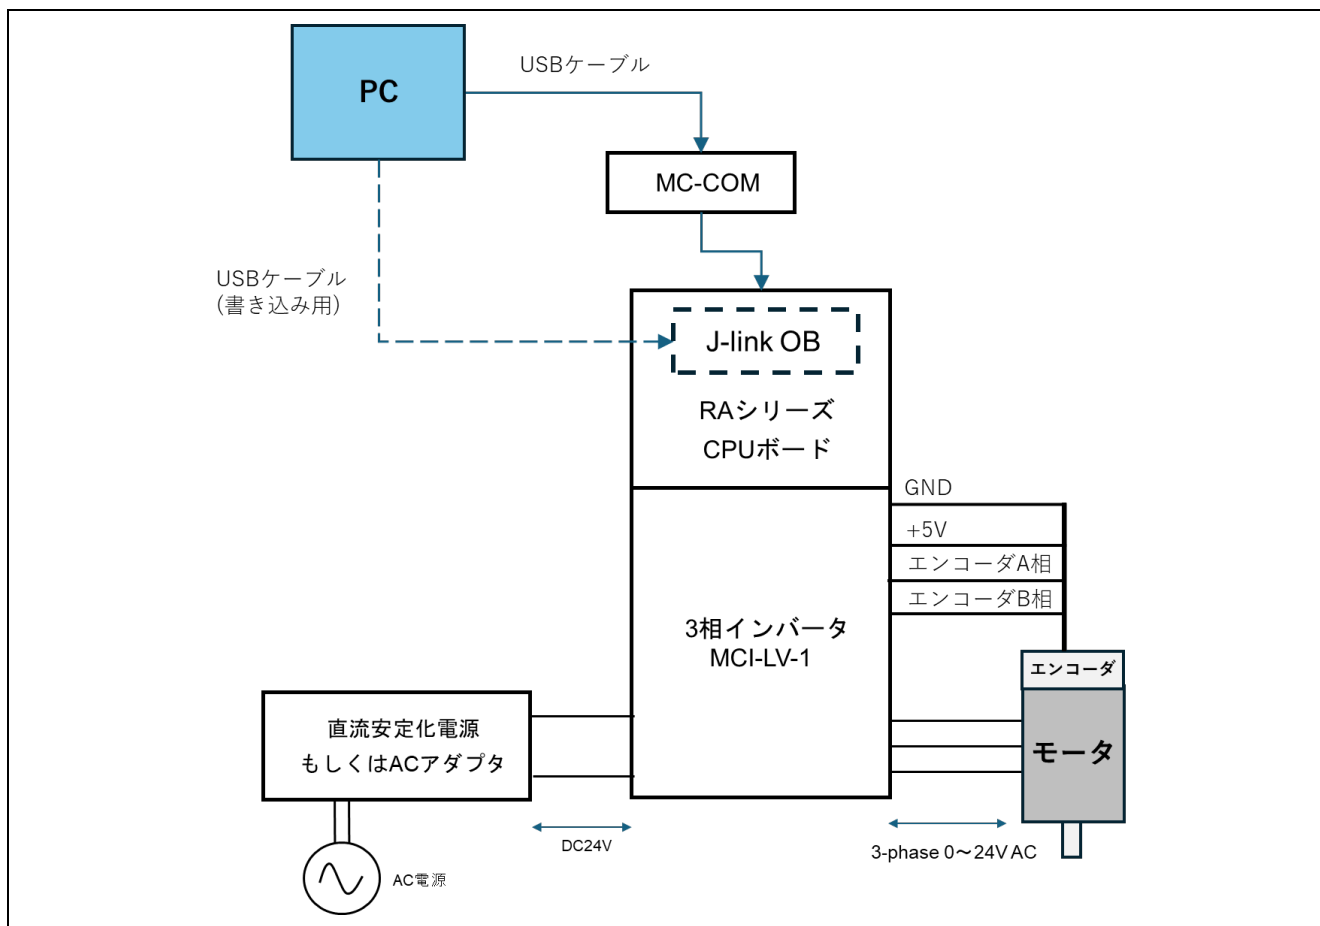 PC
USBケーブル
MC-COM
USBケーブル
(書き込み用)
J-link OB
RAシリーズ
CPUボード
GND
+5V
エンコーダA相
エンコーダB相
3相インバータ
MCI-LV-1
エンコーダ
モータ
直流安定化電源
もしくはACアダプタ
DC24V
3-phase 0～24V AC
AC電源